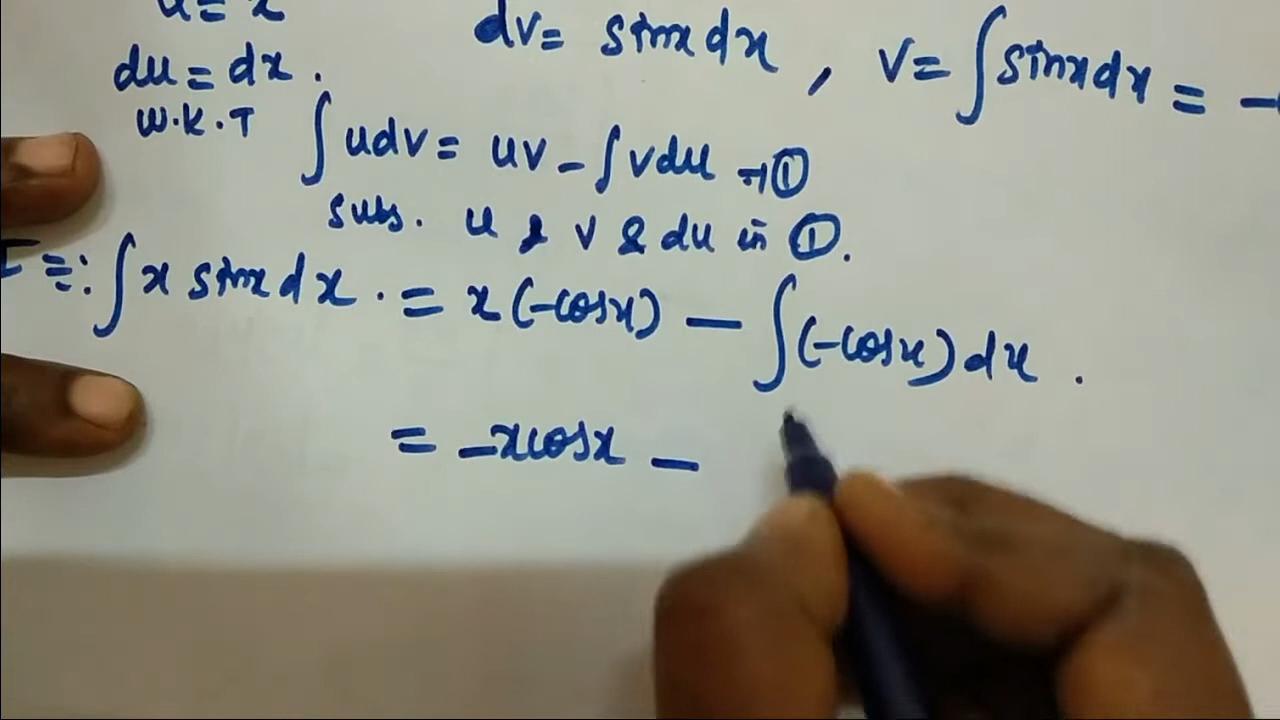 u = x
dv = sinx dx , v = ∫sinx dx = -
du = dx .
W.K.T ∫udv = uv - ∫vdu → ①
subs. u & v & du in ①.
I =: ∫x sinx dx . = x(-cosx) - ∫(-cosx) dx .
= -xcosx -